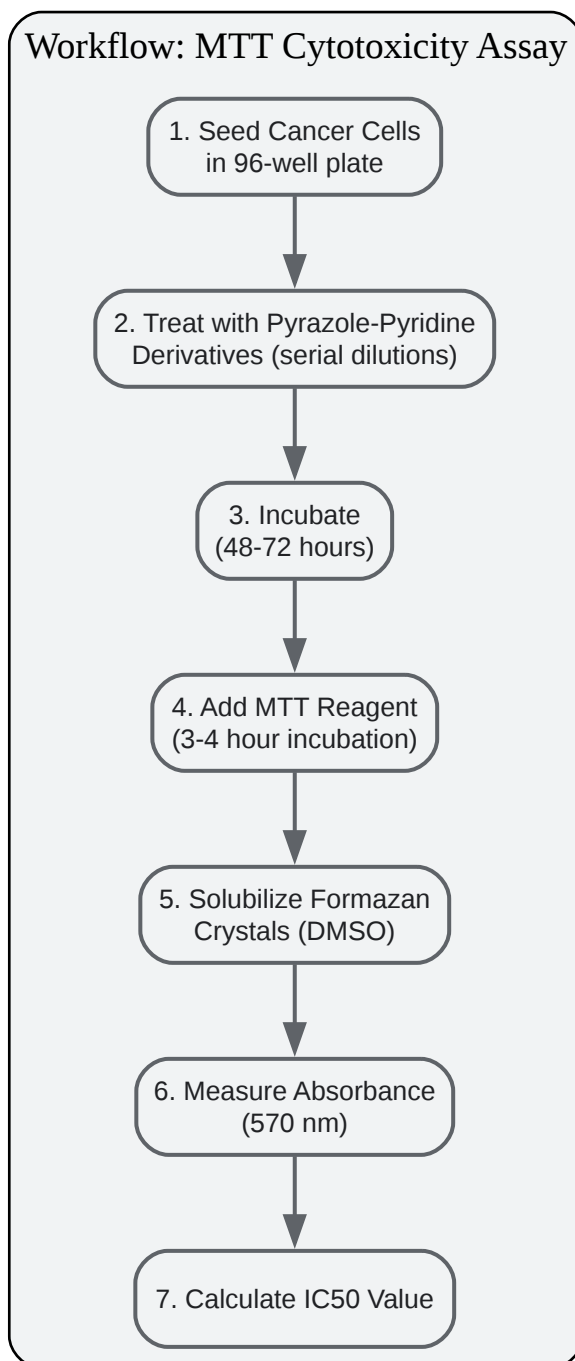 Workflow: MTT Cytotoxicity Assay
1. Seed Cancer Cells
in 96-well plate
2. Treat with Pyrazole-Pyridine
Derivatives (serial dilutions)
3. Incubate
(48-72 hours)
4. Add MTT Reagent
(3-4 hour incubation)
5. Solubilize Formazan
Crystals (DMSO)
6. Measure Absorbance
(570 nm)
7. Calculate IC50 Value